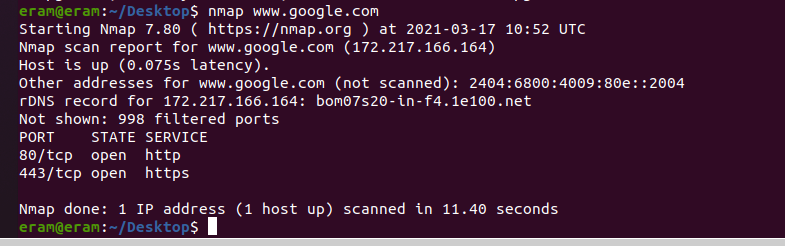 eram@eram:~/Desktop$ nmap www.google.com
Starting Nmap 7.80 ( https://nmap.org ) at 2021-03-17 10:52 UTC
Nmap scan report for www.google.com (172.217.166.164)
Host is up (0.075s latency).
Other addresses for www.google.com (not scanned): 2404:6800:4009:80e::2004
rDNS record for 172.217.166.164: bom07s20-in-f4.1e100.net
Not shown: 998 filtered ports
PORT    STATE SERVICE
80/tcp  open  http
443/tcp open  https
Nmap done: 1 IP address (1 host up) scanned in 11.40 seconds
eram@eram:~/Desktop$